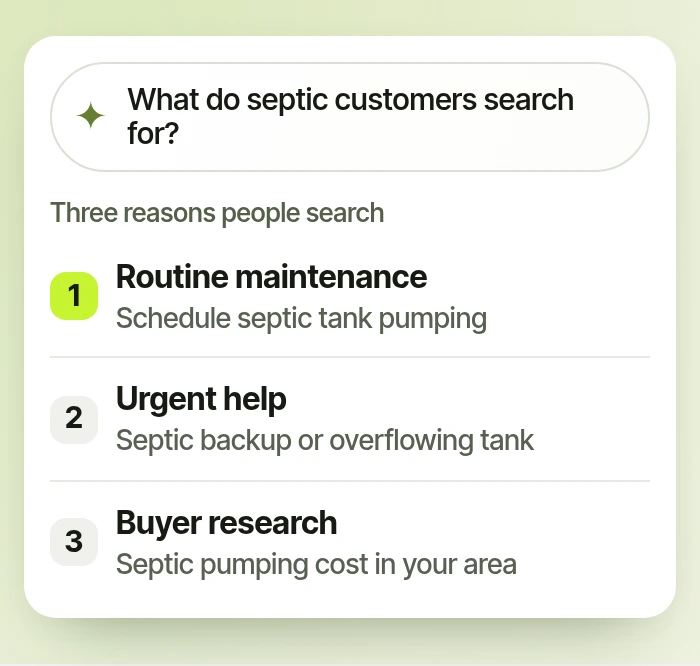 What do septic customers search
for?
Three reasons people search
1
Routine maintenance
Schedule septic tank pumping
2
Urgent help
Septic backup or overflowing tank
3
Buyer research
Septic pumping cost in your area